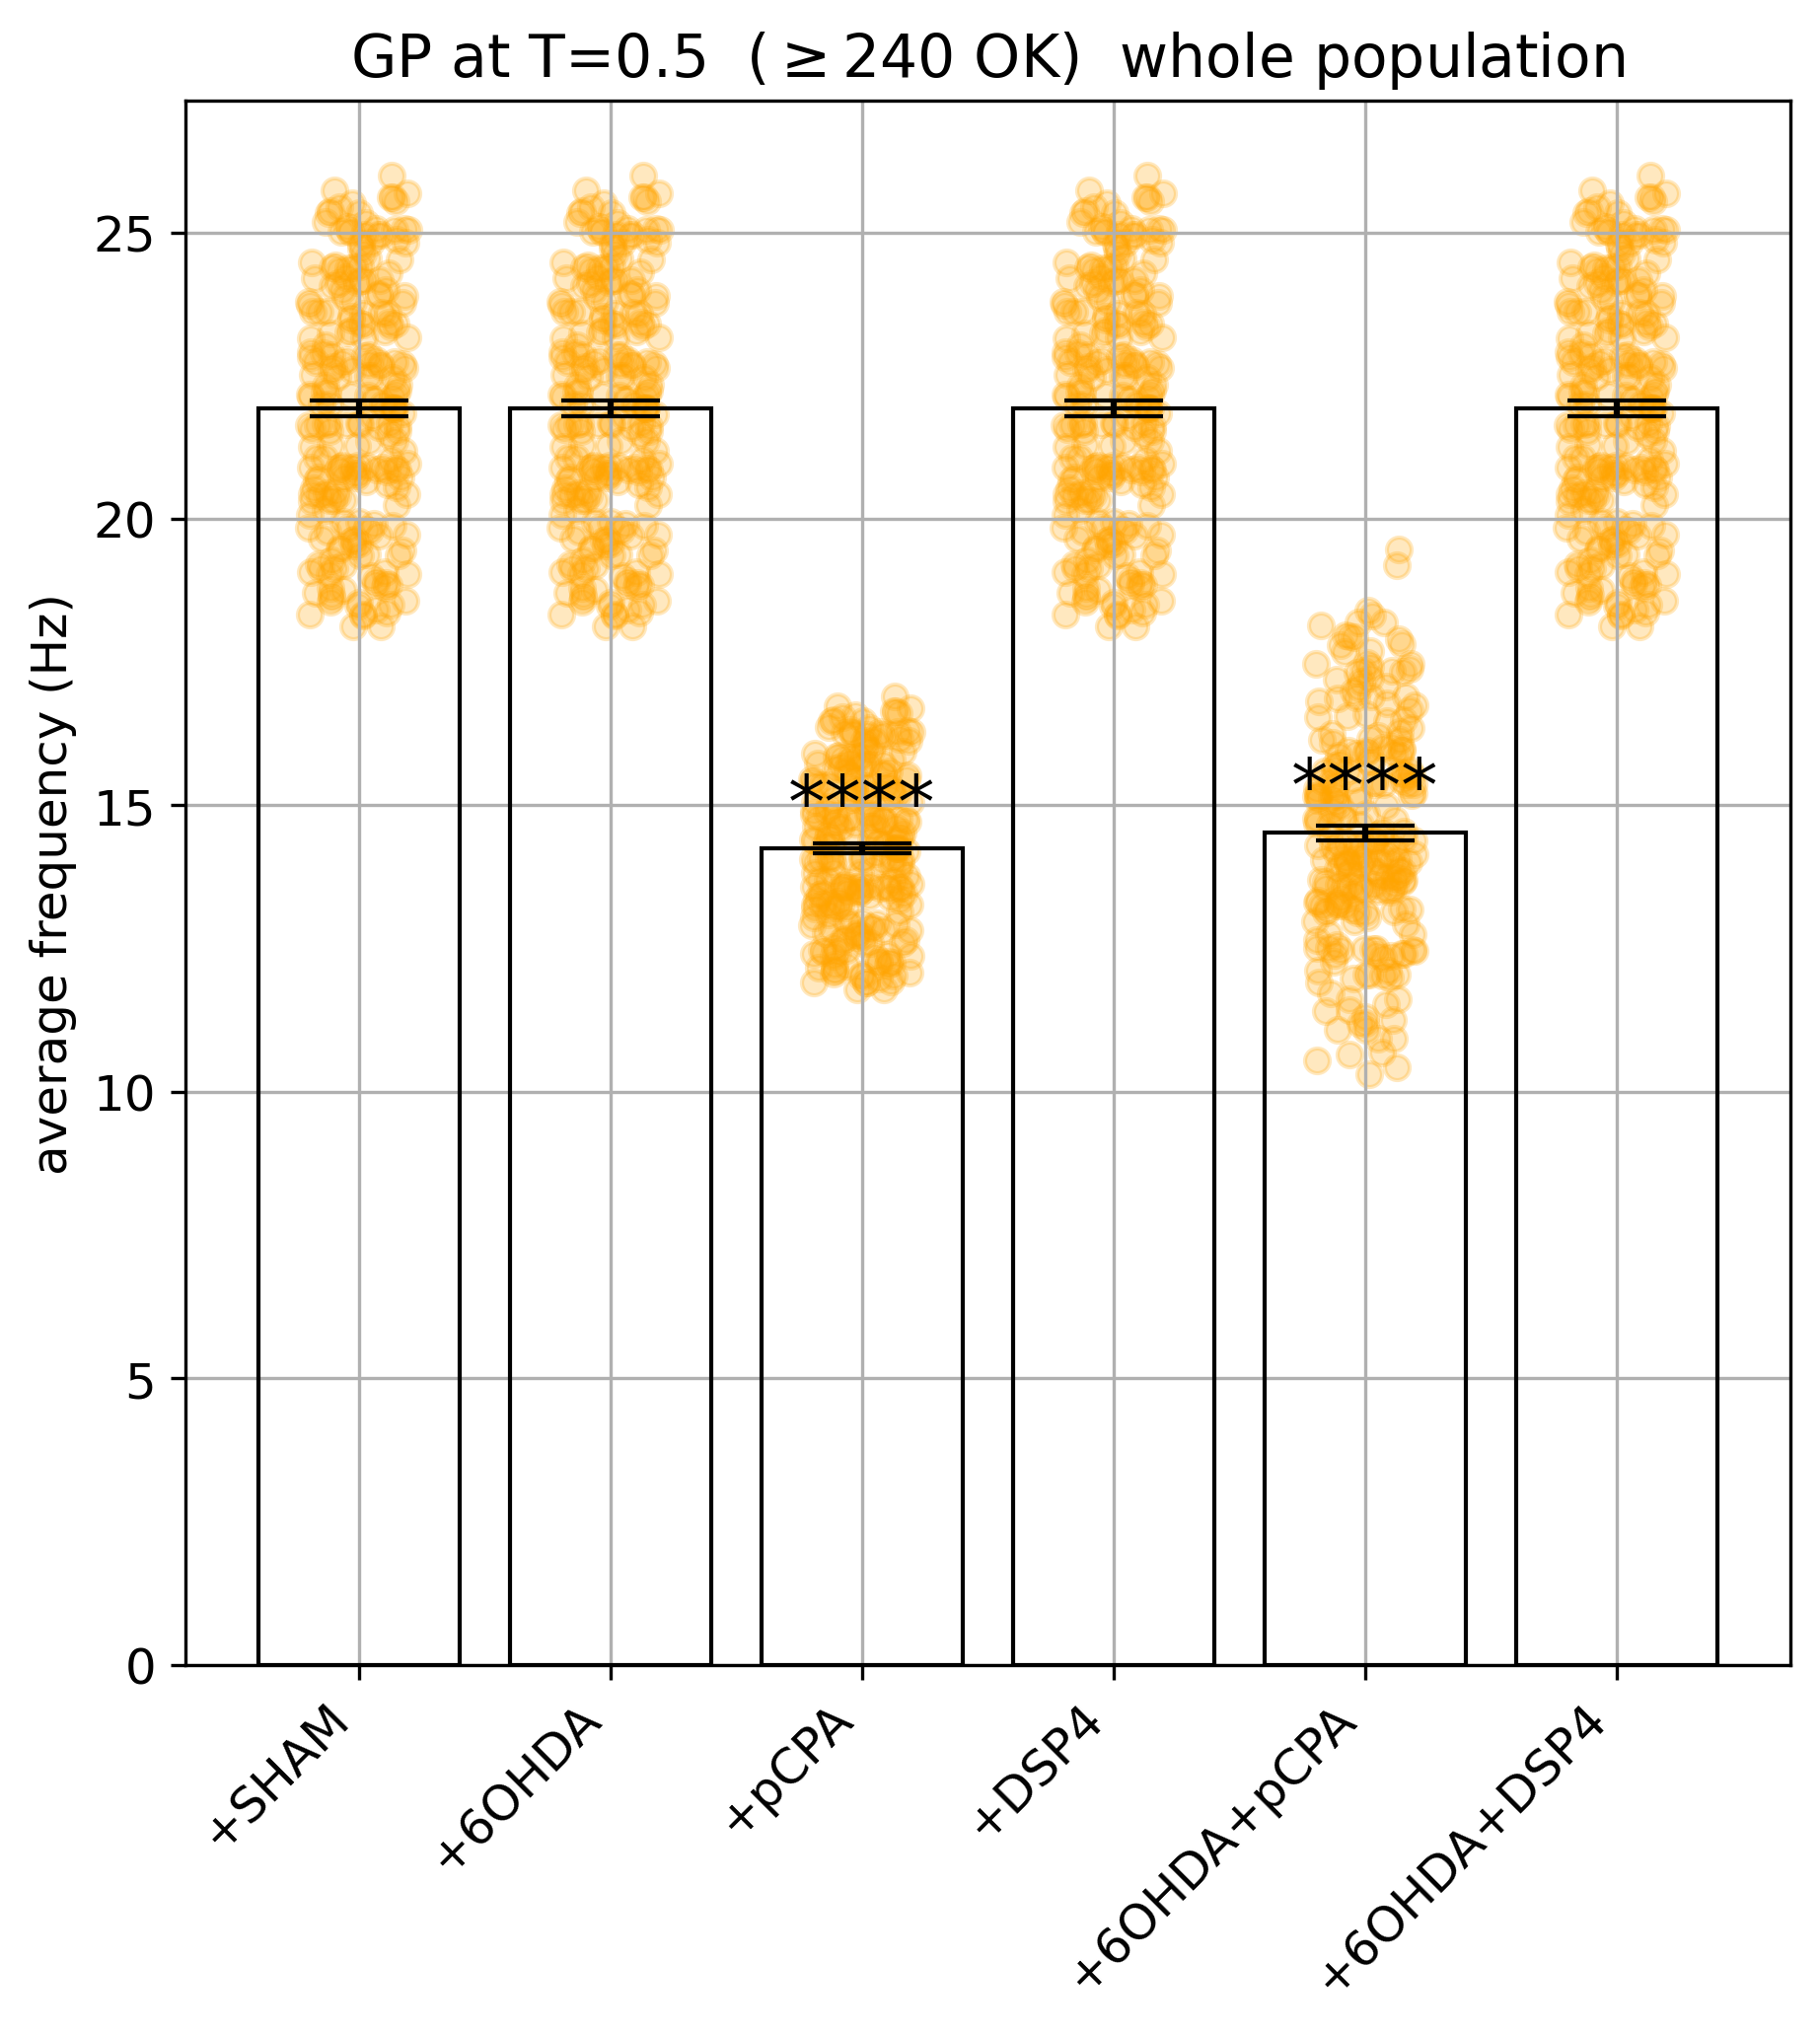 GP at T=0.5 (≥240 OK) whole population
average frequency (Hz)
25
20
15
10
5
0
****
****
+SHAM
+6OHDA
+pCPA
+DSP4
+6OHDA+pCPA
+6OHDA+DSP4